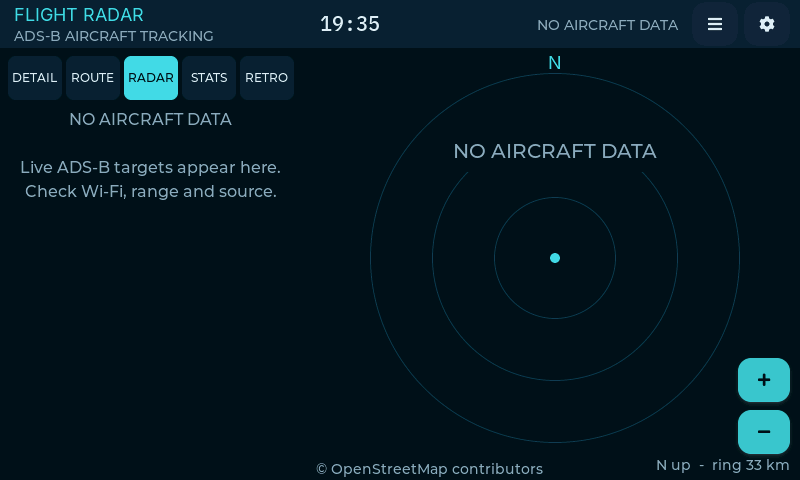 FLIGHT RADAR
ADS-B AIRCRAFT TRACKING
19:35
NO AIRCRAFT DATA
DETAIL
ROUTE
RADAR
STATS
RETRO
NO AIRCRAFT DATA
Live ADS-B targets appear here.
Check Wi-Fi, range and source.
N
NO AIRCRAFT DATA
+
−
© OpenStreetMap contributors
N up - ring 33 km